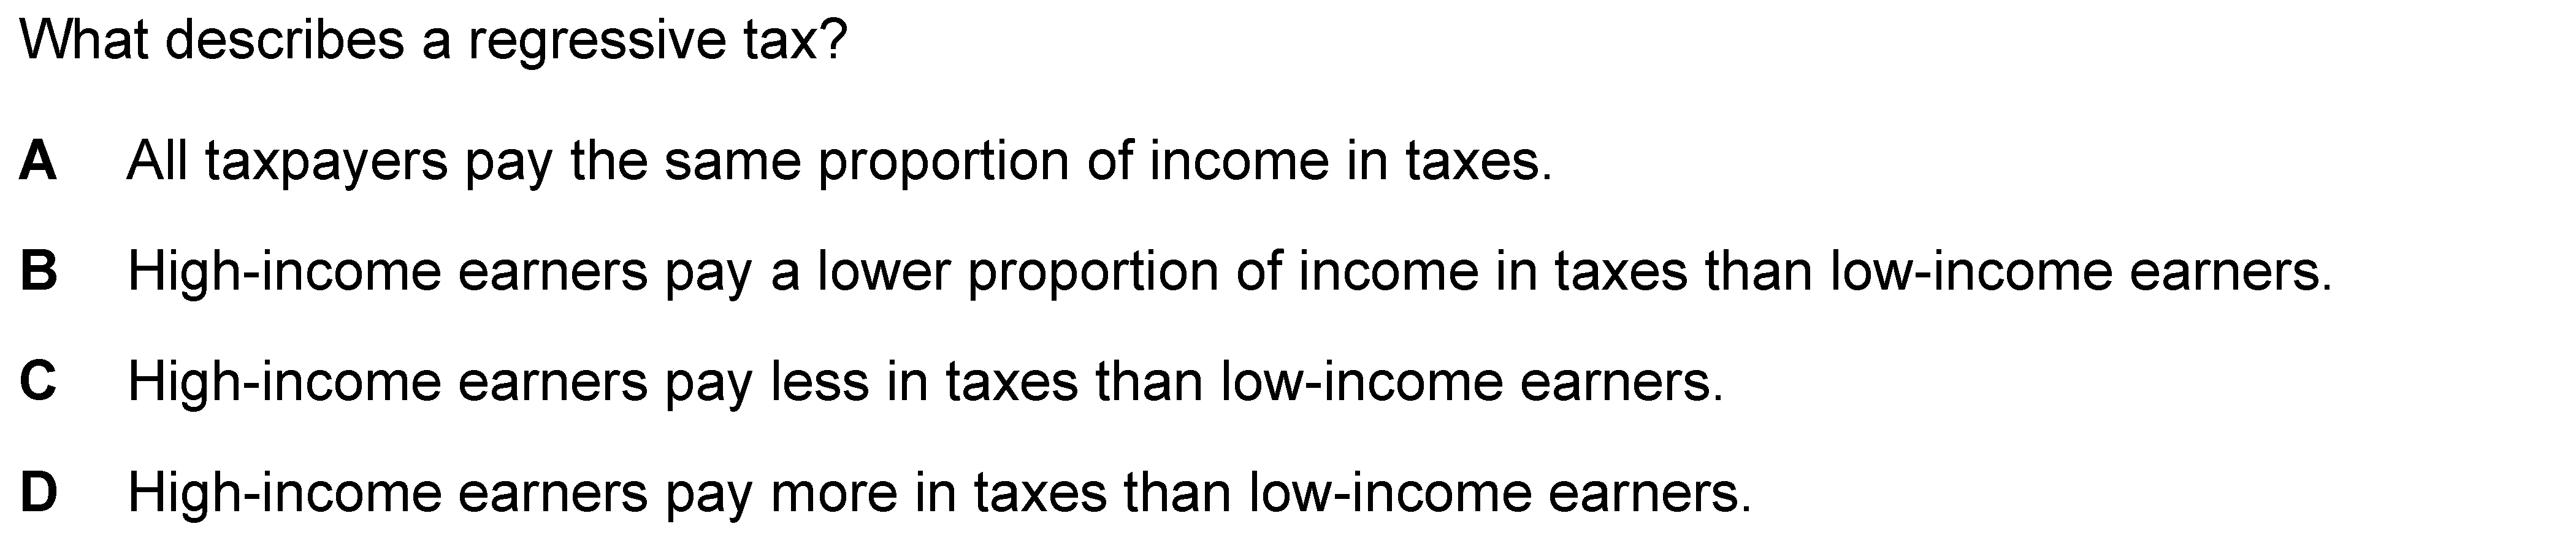 What describes a regressive tax?
A All taxpayers pay the same proportion of income in taxes.
B High-income earners pay a lower proportion of income in taxes than low-income earners.
C High-income earners pay less in taxes than low-income earners.
D High-income earners pay more in taxes than low-income earners.